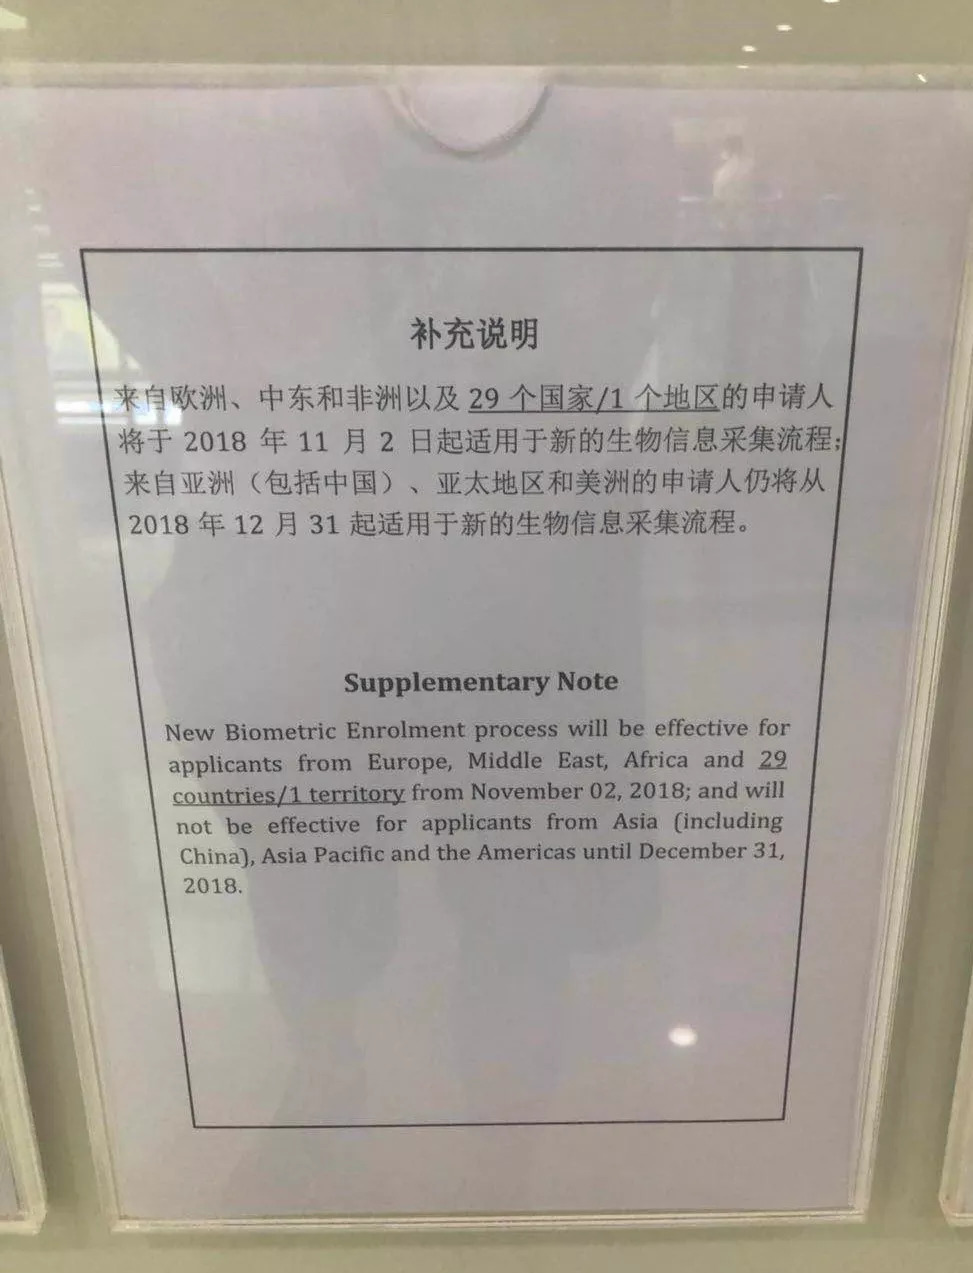 补充说明
来自欧洲、中东和非洲以及 29 个国家/1 个地区的申请人
将于 2018 年 11 月 2 日起适用于新的生物信息采集流程;
来自亚洲（包括中国）、亚太地区和美洲的申请人仍将从
2018 年 12 月 31 起适用于新的生物信息采集流程。
Supplementary Note
New Biometric Enrolment process will be effective for
applicants from Europe, Middle East, Africa and 29
countries/1 territory from November 02, 2018; and will
not be effective for applicants from Asia (including
China), Asia Pacific and the Americas until December 31,
2018.